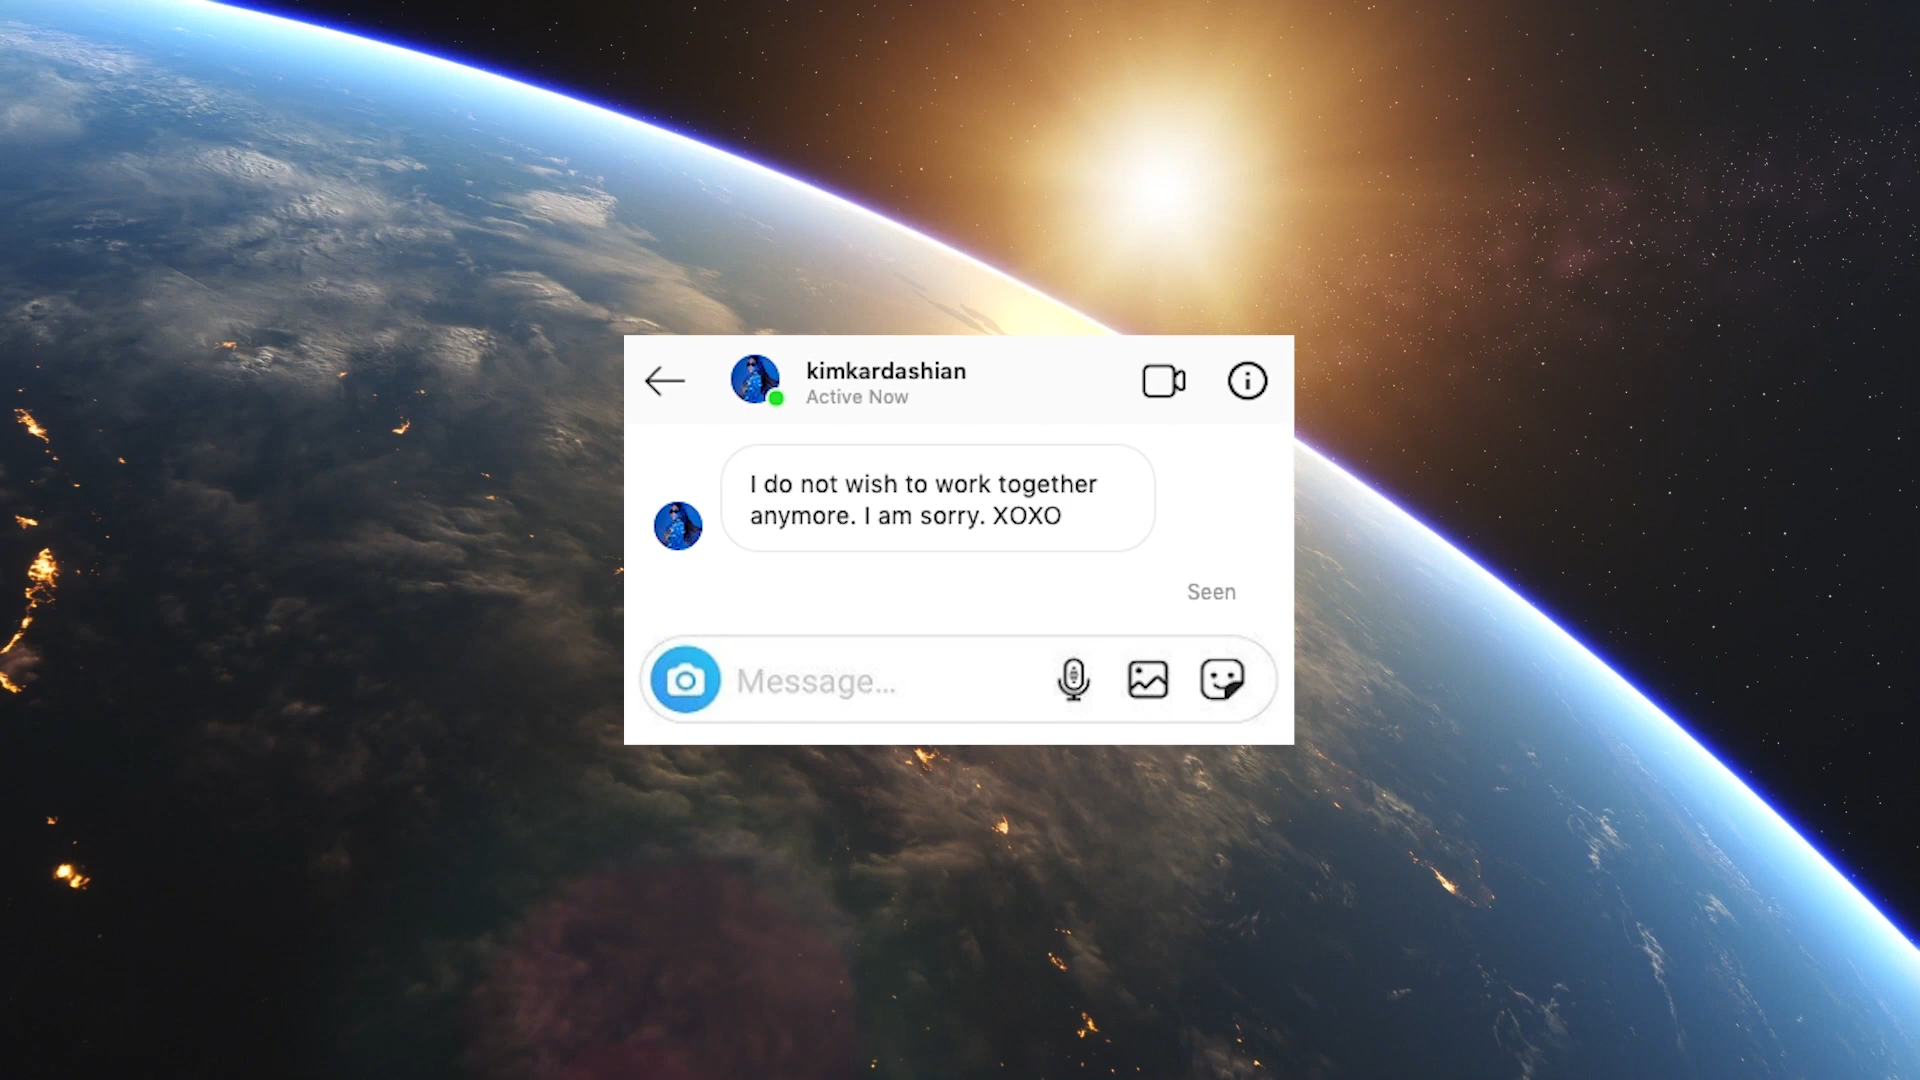 kimkardashian
Active Now
I do not wish to work together
anymore. I am sorry. XOXO
Seen
Message...